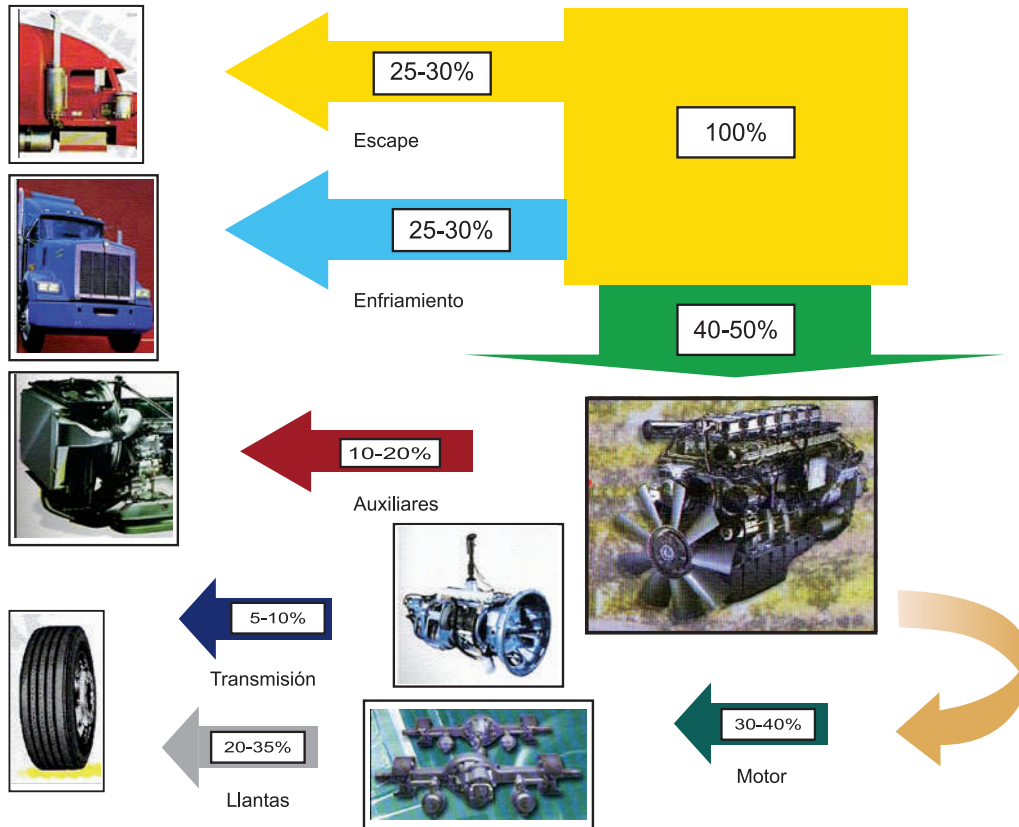 25-30%
100%
Escape
25-30%
Enfriamiento
40-50%
10-20%
Auxiliares
5-10%
Transmisión
30-40%
20-35%
Motor
Llantas